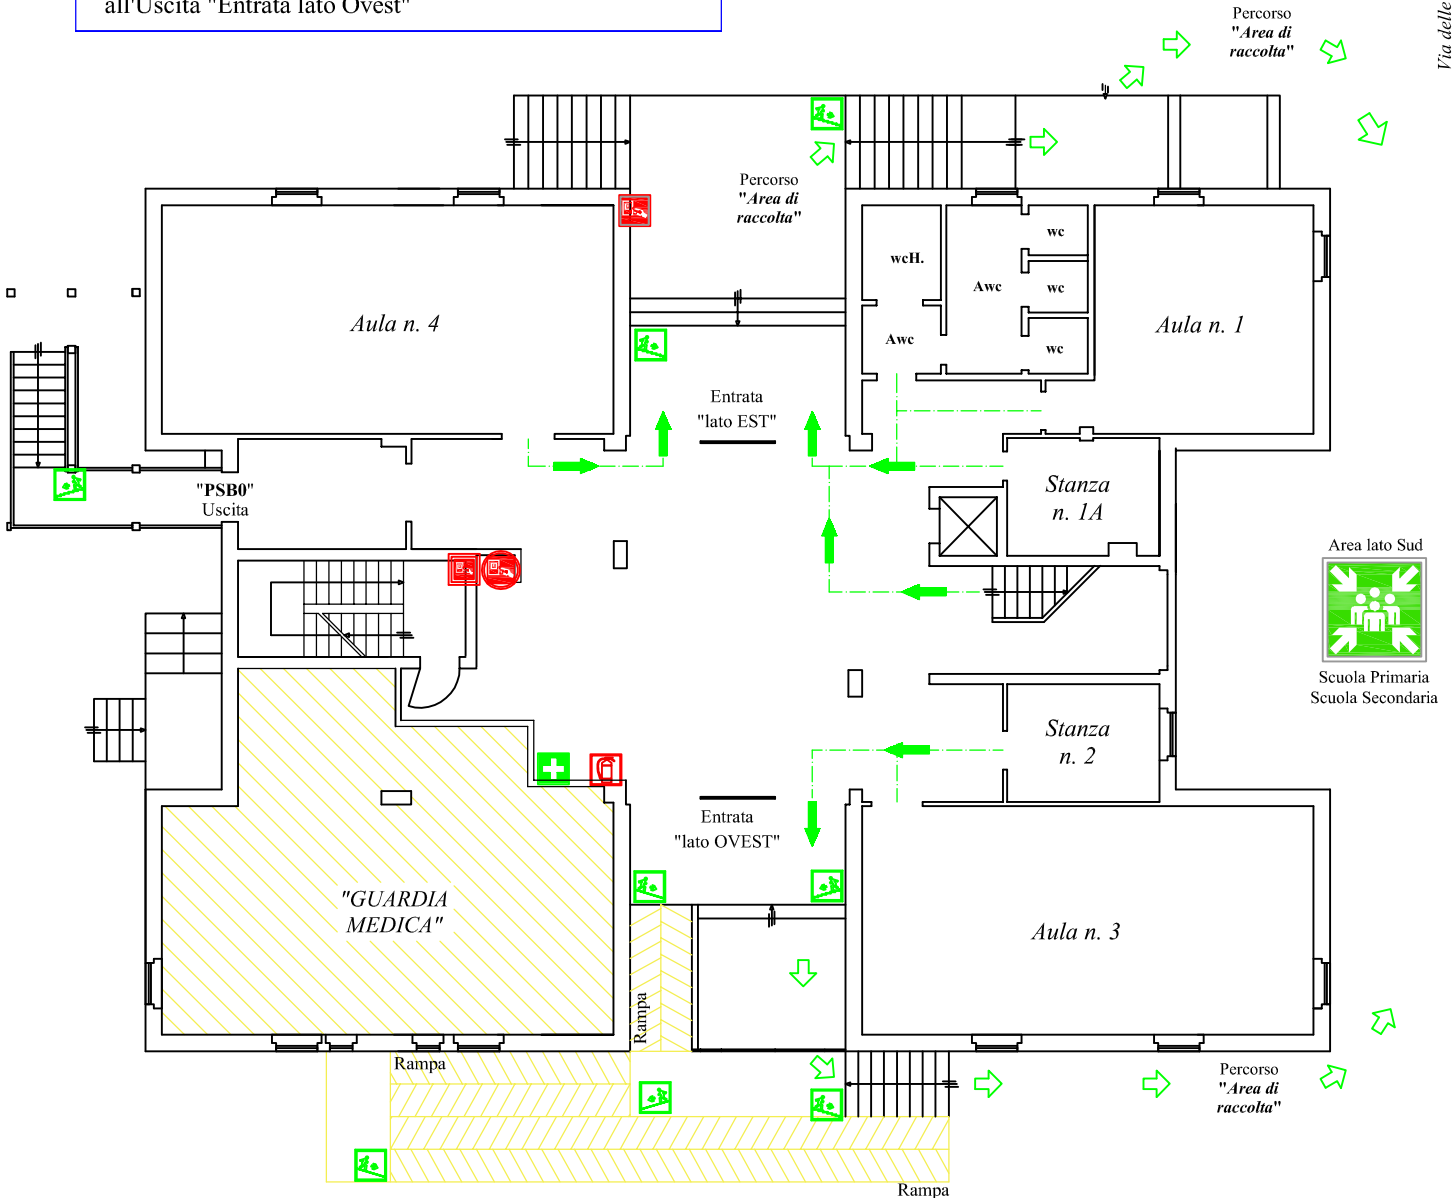 all'Uscita "Entrata lato Ovest"
Percorso
"Area di
raccolta"
Via delle
Percorso
"Area di
raccolta"
wcH.
Awc
wc
wc
wc
Awc
Aula n. 4
Aula n. 1
Entrata
"lato EST"
"PSB0"
Uscita
Stanza
n. 1A
Area lato Sud
Scuola Primaria
Scuola Secondaria
Stanza
n. 2
Entrata
"lato OVEST"
"GUARDIA
MEDICA"
Aula n. 3
Rampa
Rampa
Percorso
"Area di
raccolta"
Rampa